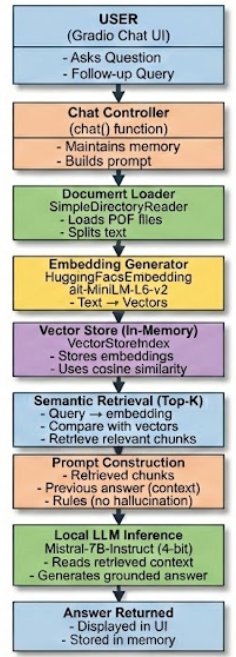 USER
(Gradio Chat UI)
- Asks Question
- Follow-up Query
Chat Controller
(chat() function)
- Maintains memory
- Builds prompt
Document Loader
SimpleDirectoryReader
- Loads POF files
- Splits text
Embedding Generator
HuggingFacsEmbedding
ait-MiniLM-L6-v2
- Text → Vectors
Vector Store (In-Memory)
VectorStoreIndex
- Stores embeddings
- Uses cosine similarity
Semantic Retrieval (Top-K)
- Query → embedding
- Compare with vectors
- Retrleve relevant chunks
Prompt Construction
- Retrieved chunks
- Previous answer (context)
- Rules (no hallucination)
Local LLM Inference
Mistral-7B-Instruct (4-bit)
- Reads retrieved context
- Generates grounded answer
Answer Returned
- Displayed in UI
- Stored in memory